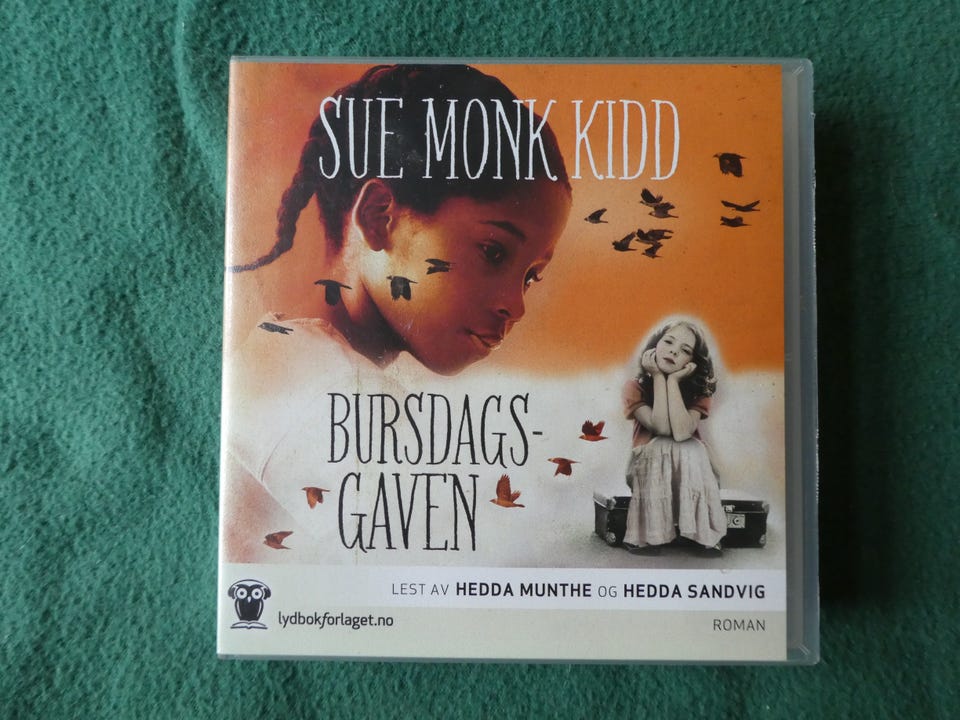 SUE MONK KIDD
BURSDAGS-
GAVEN
LEST AV HEDDA MUNTHE OG HEDDA SANDVIG
lydbokforlaget.no
ROMAN